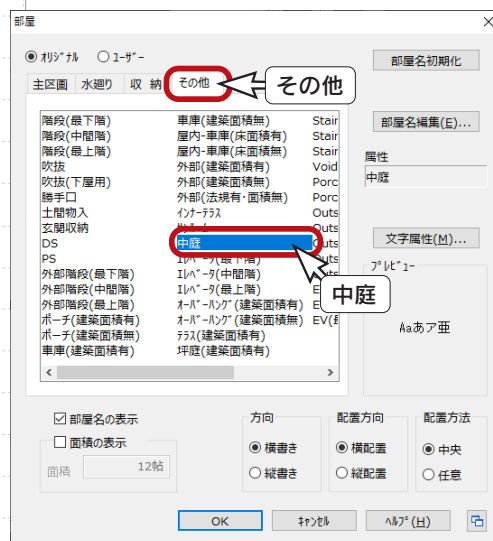 部屋
ｵﾘｼﾞﾅﾙ ﾕｰｻﾞｰ
主区画 水廻り 収 納 その他
その他
部屋名初期化
階段(最下階) 車庫(建築面積無) Stair
階段(中間階) 屋内-車庫(床面積有) Stair
階段(最上階) 屋内-車庫(床面積無) Stair
吹抜 外部(建築面積有) Void
吹抜(下屋用) 外部(建築面積無) Porc
勝手口 外部(法規有･面積無) Porc
土間物入 ｲﾝﾅｰﾃﾗｽ Outs
玄関収納 Outs
DS 中庭 Outs
PS ｴﾚﾍﾞｰﾀ(最下階) Outs
外部階段(最下階) ｴﾚﾍﾞｰﾀ(中間階)
外部階段(中間階) ｴﾚﾍﾞｰﾀ(最上階)
外部階段(最上階) ｵｰﾊﾞｰﾊﾝｸﾞ(建築面積有)
ﾎﾟｰﾁ(建築面積有) ｵｰﾊﾞｰﾊﾝｸﾞ(建築面積無)
ﾎﾟｰﾁ(建築面積無) ﾃﾗｽ(建築面積有)
車庫(建築面積有) 坪庭(建築面積有)
中庭
部屋名編集(E)...
属性
中庭
文字属性(M)...
ﾌﾟﾚﾋﾞｭｰ
Aaあア亜
部屋名の表示
面積の表示
面積 12帖
方向
横書き
縦書き
配置方向
横配置
縦配置
配置方法
中央
任意
OK ｷｬﾝｾﾙ ﾍﾙﾌﾟ(H)